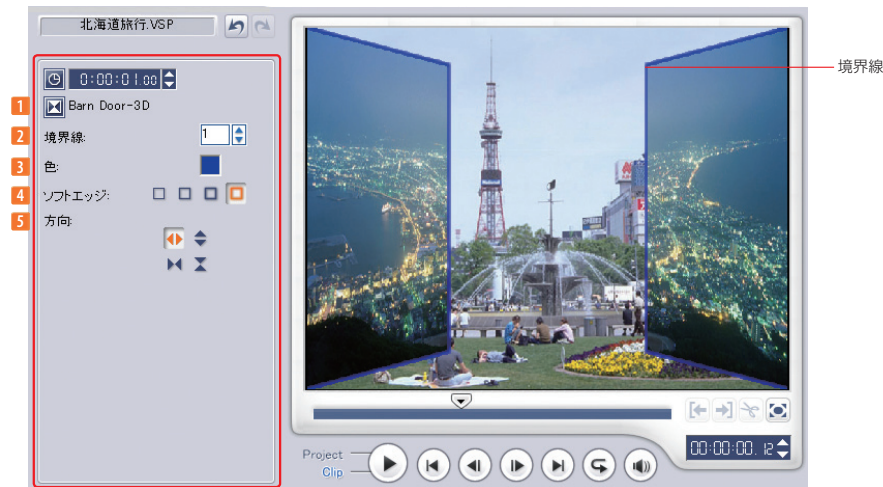 北海道旅行.VSP
0:00:01.00
1 Barn Door-3D
2 境界線: 1
3 色:
4 ソフトエッジ:
5 方向:
境界線
Project
Clip
00:00:00.12